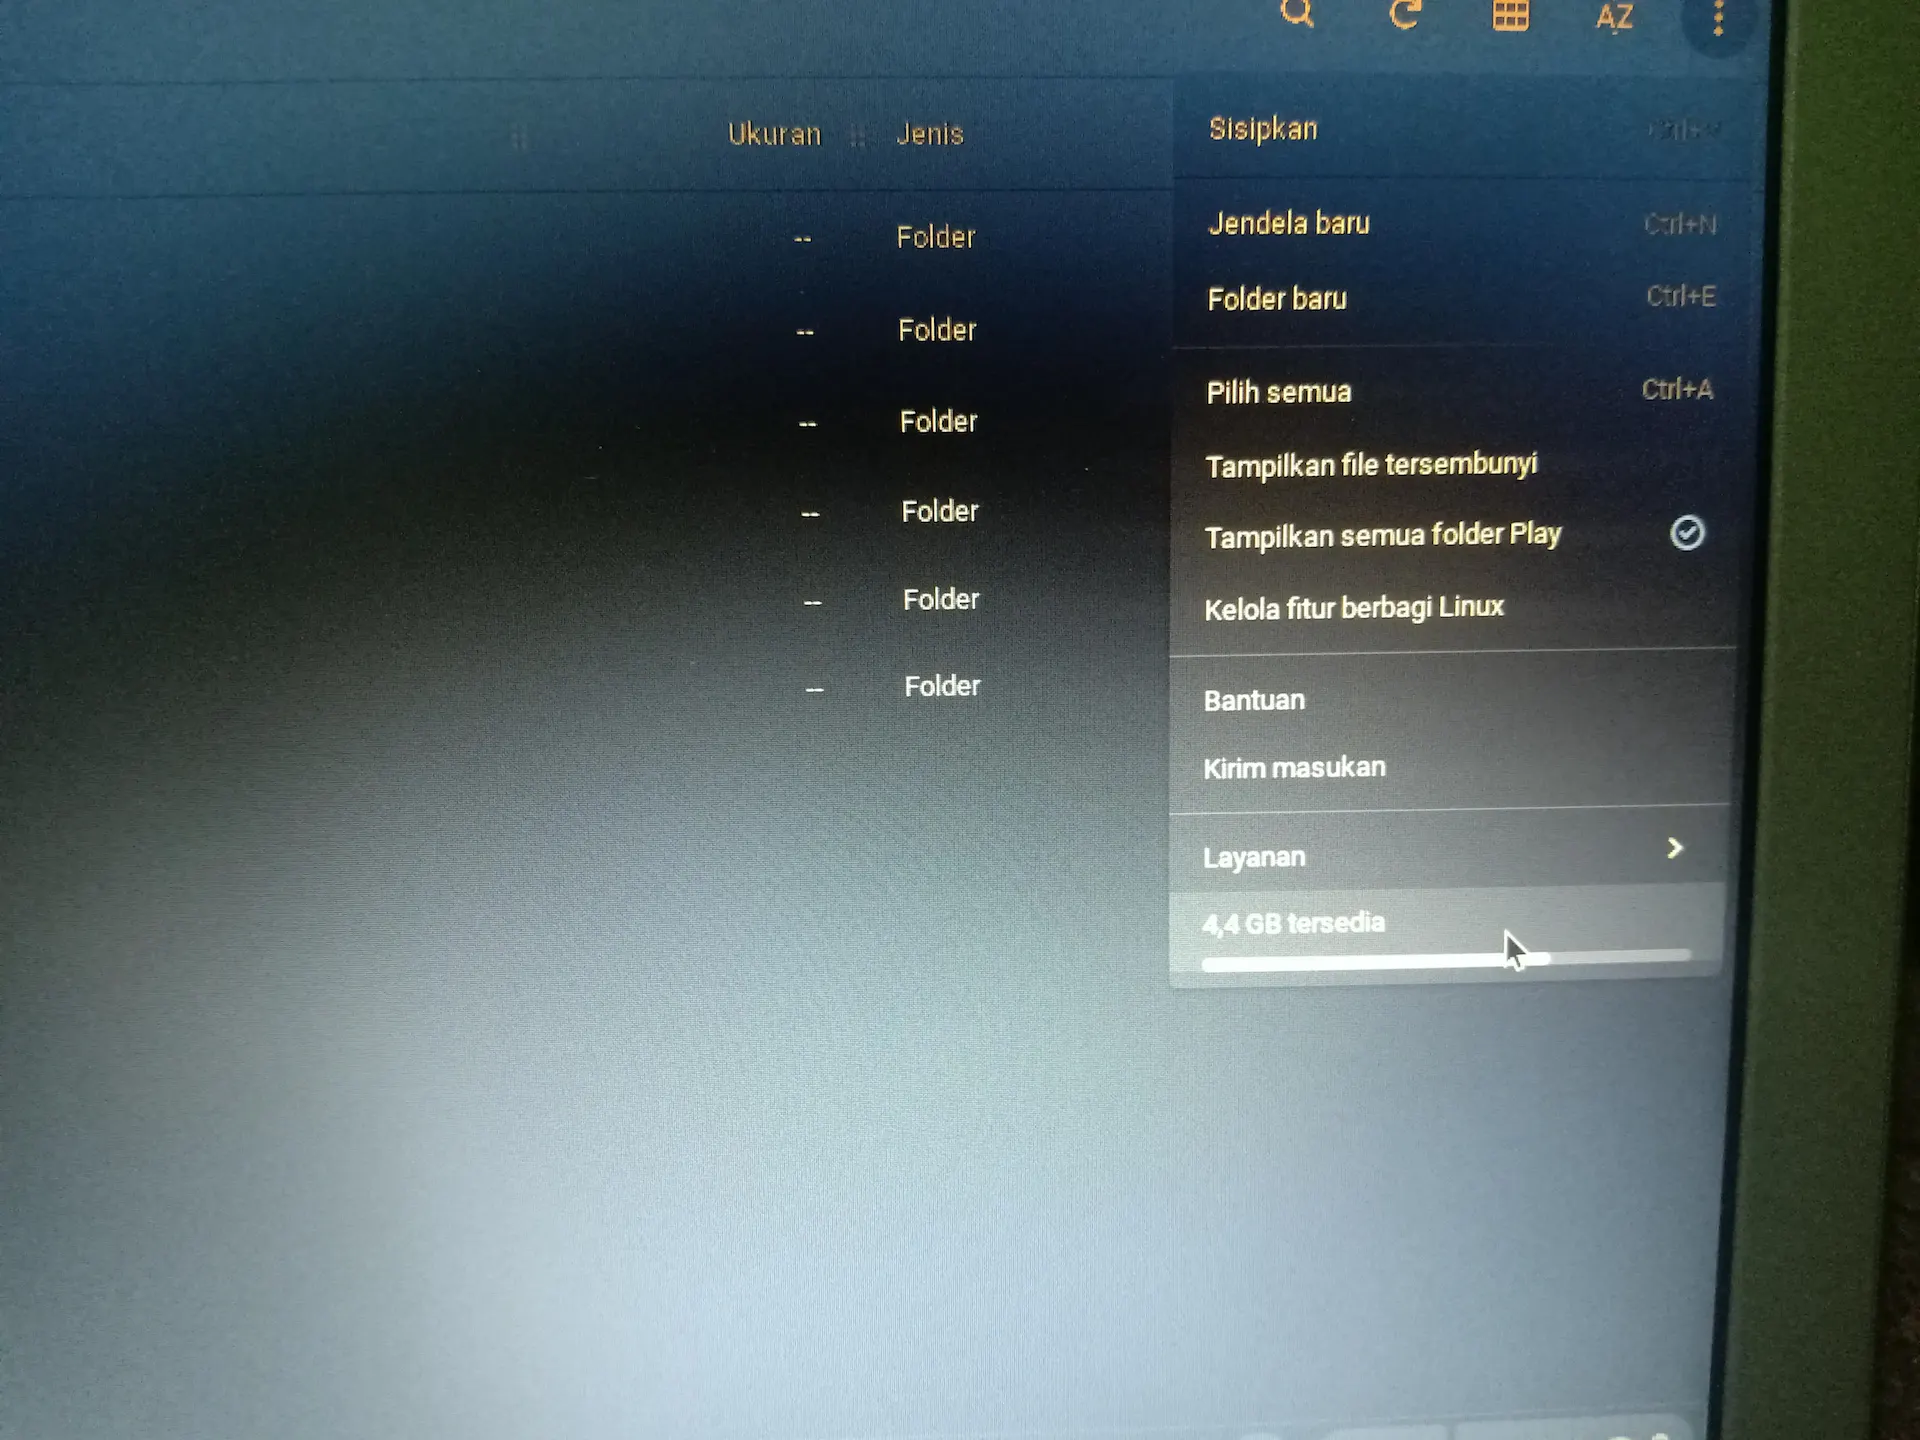 AZ
Ukuran Jenis
-- Folder
-- Folder
-- Folder
-- Folder
-- Folder
-- Folder
Sisipkan
Jendela baru Ctrl+N
Folder baru Ctrl+E
Pilih semua Ctrl+A
Tampilkan file tersembunyi
Tampilkan semua folder Play
Kelola fitur berbagi Linux
Bantuan
Kirim masukan
Layanan
4,4 GB tersedia